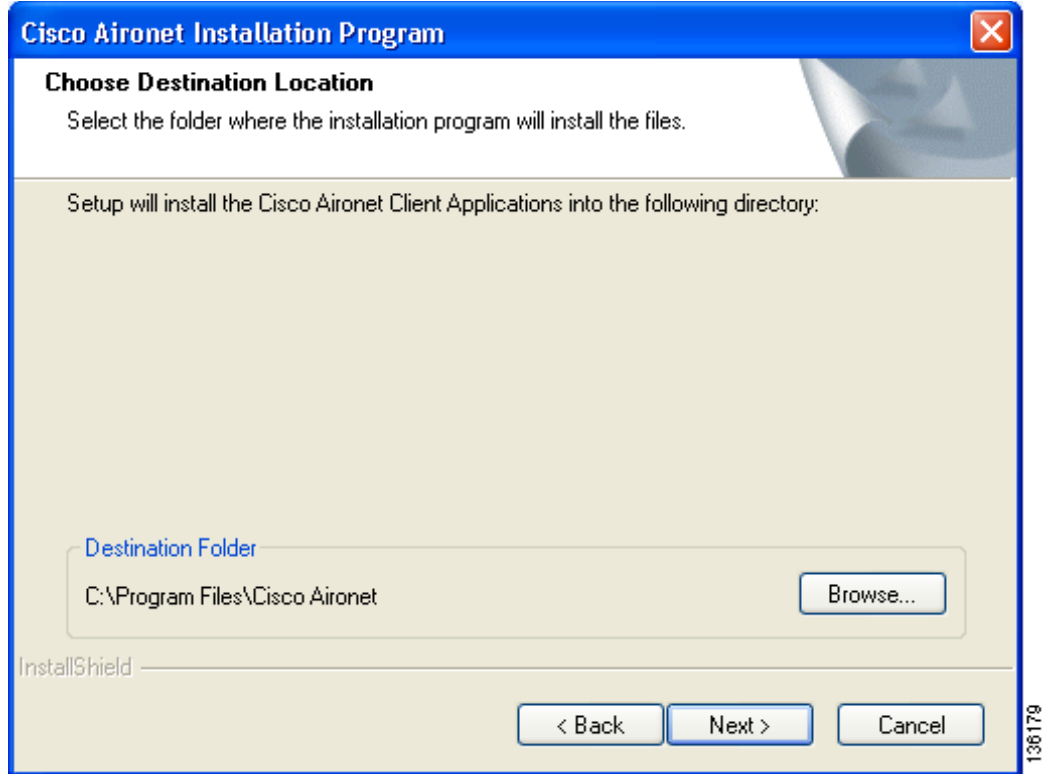 Cisco Aironet Installation Program
Choose Destination Location
Select the folder where the installation program will install the files.
Setup will install the Cisco Aironet Client Applications into the following directory:
Destination Folder
C:\Program Files\Cisco Aironet
Browse...
InstallShield
< Back
Next >
Cancel
136179